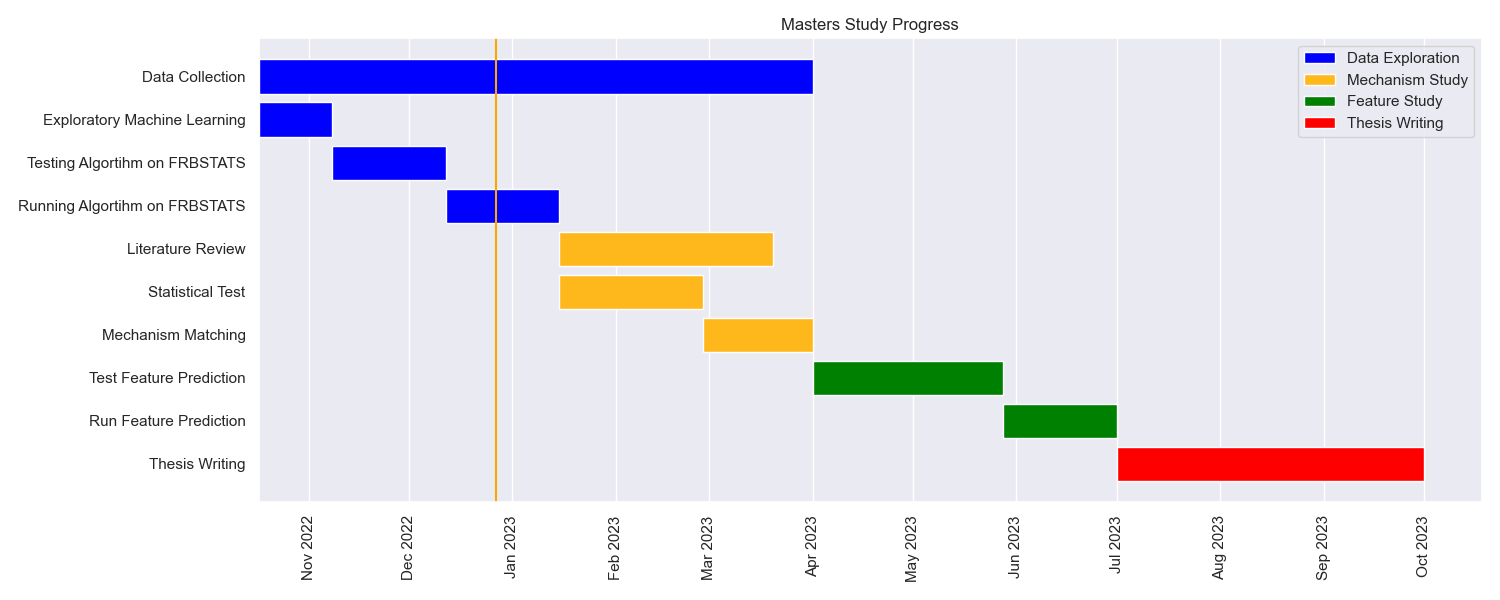 Masters Study Progress
Data Collection
Exploratory Machine Learning
Testing Algortihm on FRBSTATS
Running Algortihm on FRBSTATS
Literature Review
Statistical Test
Mechanism Matching
Test Feature Prediction
Run Feature Prediction
Thesis Writing
Data Exploration
Mechanism Study
Feature Study
Thesis Writing
Nov 2022
Dec 2022
Jan 2023
Feb 2023
Mar 2023
Apr 2023
May 2023
Jun 2023
Jul 2023
Aug 2023
Sep 2023
Oct 2023